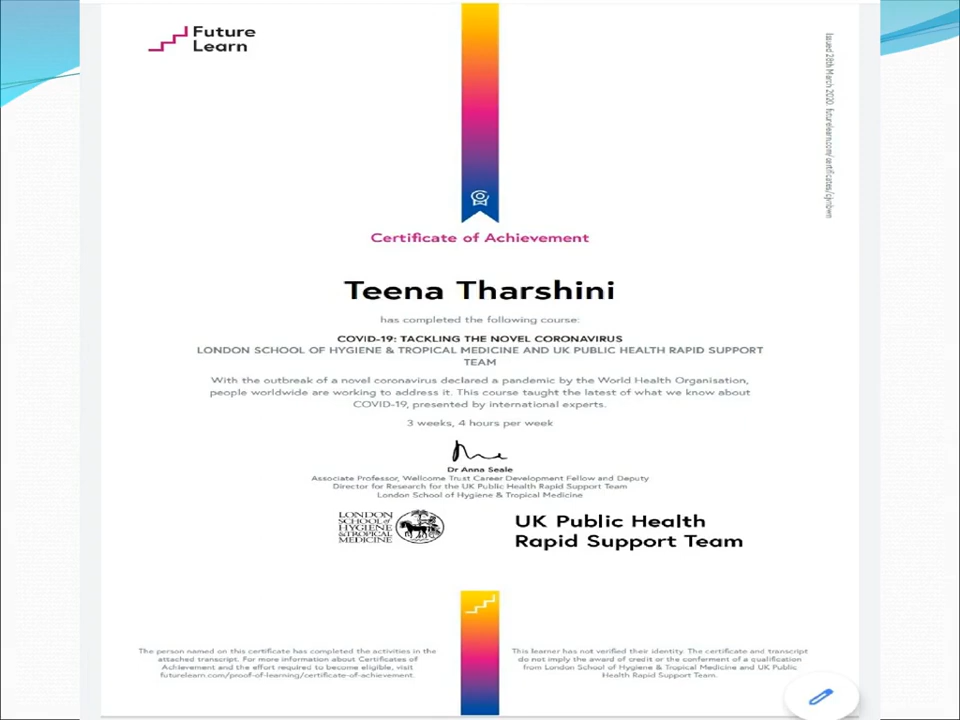 Future
Learn
Issued 28th March 2020. futurelearn.com/certificates/
Certificate of Achievement
Teena Tharshini
has completed the following course:
COVID-19: TACKLING THE NOVEL CORONAVIRUS
LONDON SCHOOL OF HYGIENE & TROPICAL MEDICINE AND UK PUBLIC HEALTH RAPID SUPPORT
TEAM
With the outbreak of a novel coronavirus declared a pandemic by the World Health Organisation,
people worldwide are working to address it. This course taught the latest of what we know about
COVID-19, presented by international experts.
3 weeks, 4 hours per week
Dr Anna Seale
Associate Professor, Wellcome Trust Career Development Fellow and Deputy
Director for Research for the UK Public Health Rapid Support Team
London School of Hygiene & Tropical Medicine
LONDON
SCHOOL of
HYGIENE
& TROPICAL
MEDICINE
UK Public Health
Rapid Support Team
The person named on this certificate has completed the activities in the
attached transcript. For more information about Certificates of
Achievement and the effort required to become eligible, visit
futurelearn.com/proof-of-learning/certificate-of-achievement.
This learner has not verified their identity. The certificate and transcript
do not imply the award of credit or the conferment of a qualification
from London School of Hygiene & Tropical Medicine and UK Public
Health Rapid Support Team.